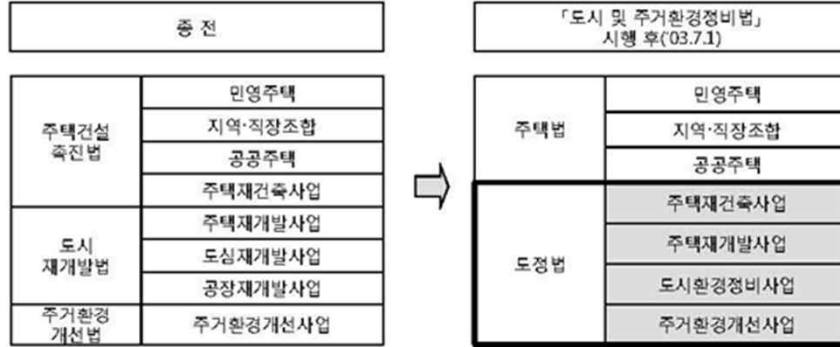 종 전
「도시 및 주거환경정비법」
시행 후('03.7.1)
주택건설
촉진법
민영주택
지역·직장조합
공공주택
주택재건축사업
도시
재개발법
주택재개발사업
도심재개발사업
공장재개발사업
주거환경
개선법
주거환경개선사업
주택법
민영주택
지역·직장조합
공공주택
도정법
주택재건축사업
주택재개발사업
도시환경정비사업
주거환경개선사업